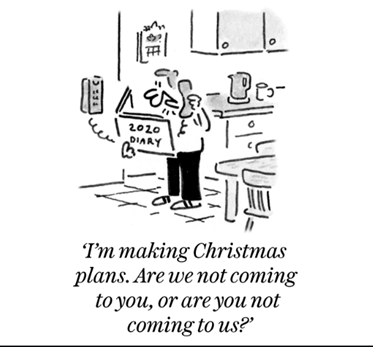 2020
DIARY
‘I’m making Christmas
plans. Are we not coming
to you, or are you not
coming to us?’